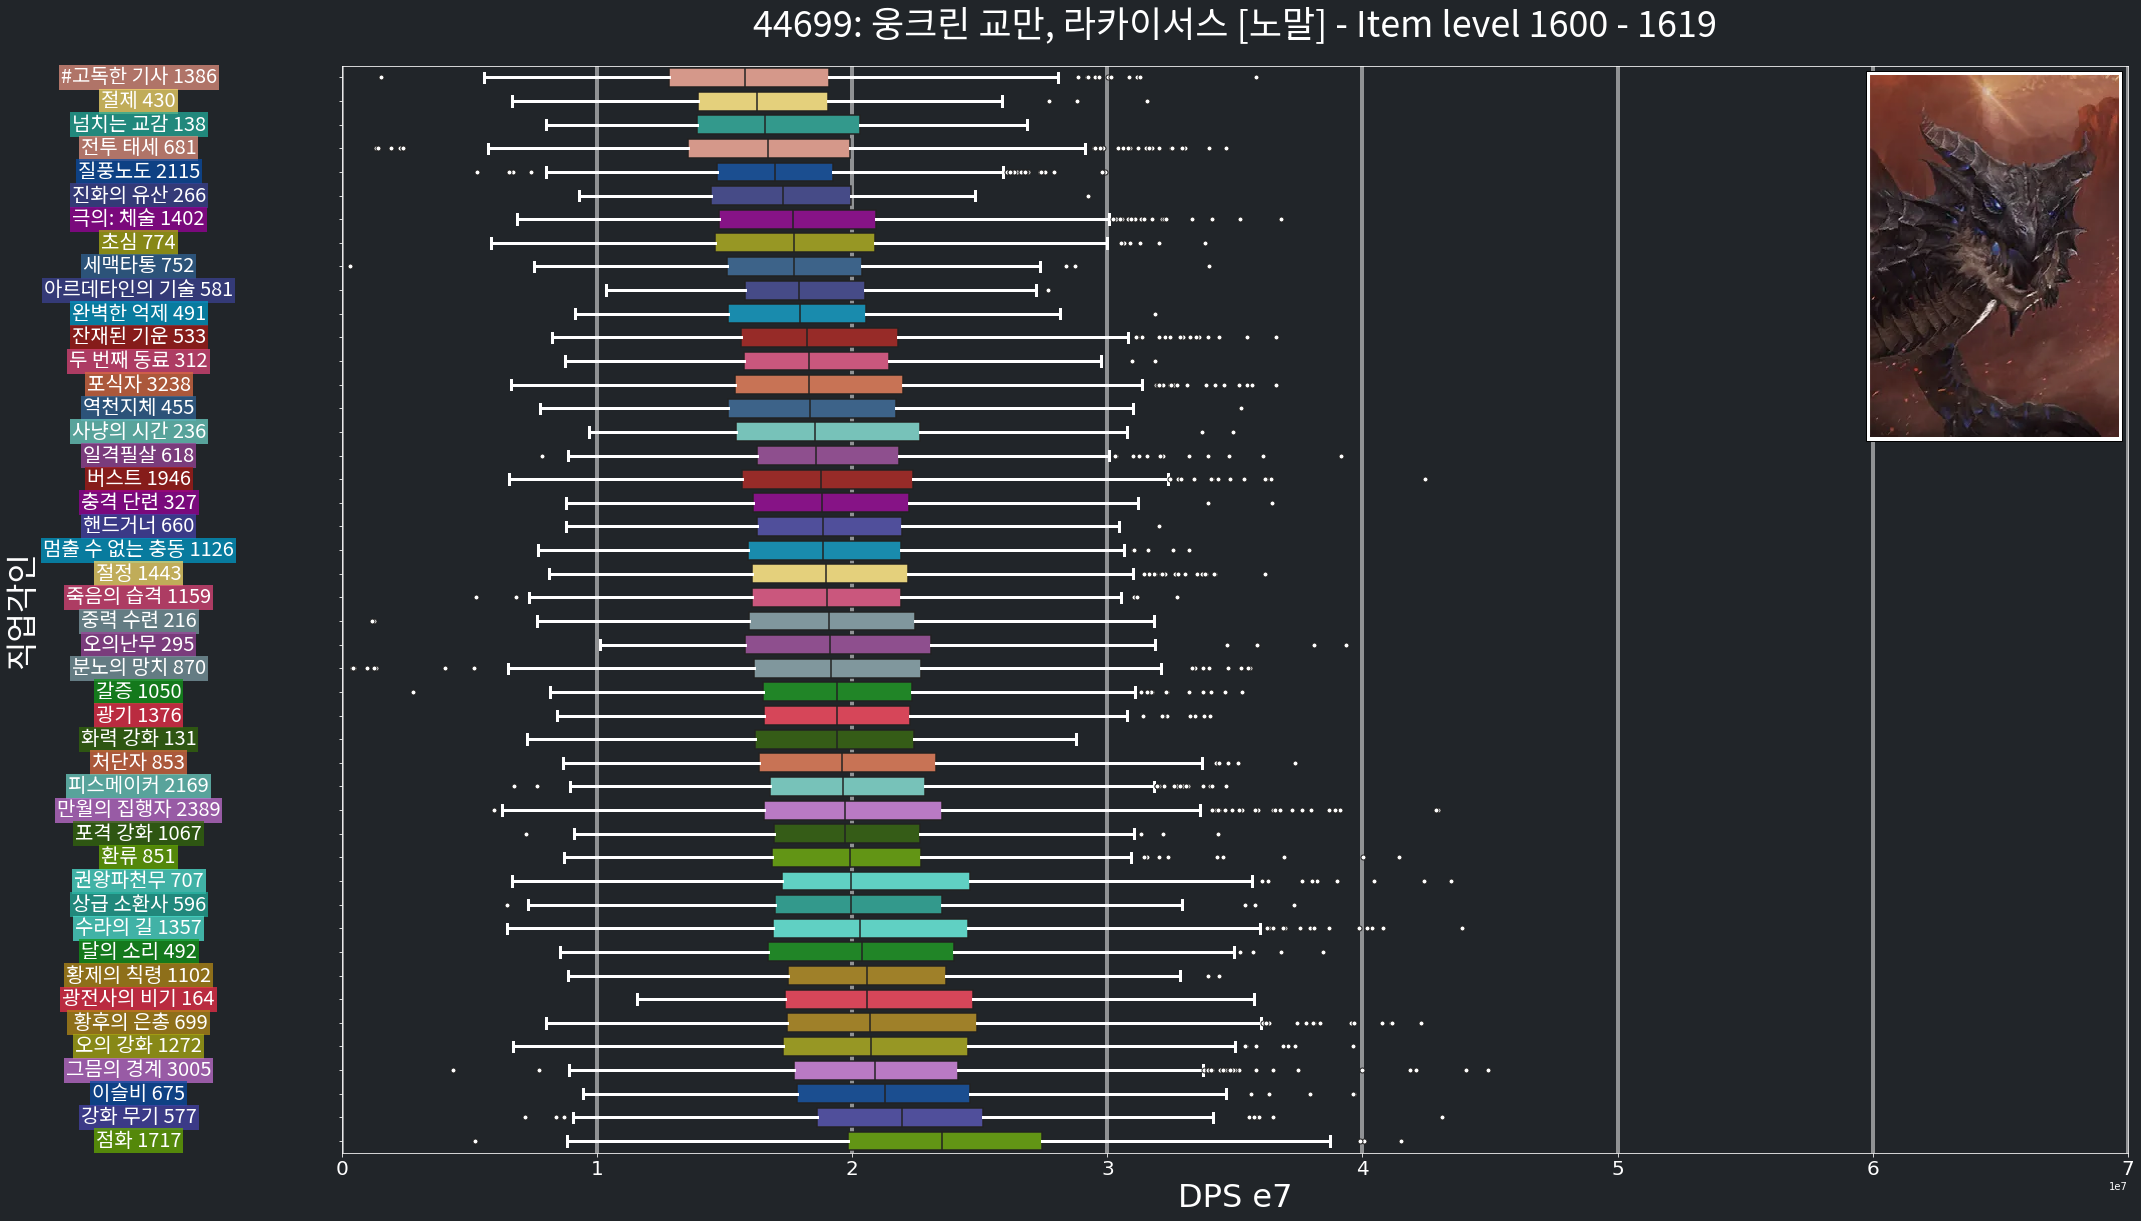 44699: 웅크린 교만, 라카이서스 [노말] - Item level 1600 - 1619
#고독한 기사 1386
절제 430
넘치는 교감 138
전투 태세 681
질풍노도 2115
진화의 유산 266
극의: 체술 1402
초심 774
세맥타통 752
아르데타인의 기술 581
완벽한 억제 491
잔재된 기운 533
두 번째 동료 312
포식자 3238
역천지체 455
사냥의 시간 236
일격필살 618
버스트 1946
충격 단련 327
핸드거너 660
멈출 수 없는 충동 1126
절정 1443
죽음의 습격 1159
중력 수련 216
오의난무 295
분노의 망치 870
갈증 1050
광기 1376
화력 강화 131
처단자 853
피스메이커 2169
만월의 집행자 2389
포격 강화 1067
환류 851
권왕파천무 707
상급 소환사 596
수라의 길 1357
달의 소리 492
황제의 칙령 1102
광전사의 비기 164
황후의 은총 699
오의 강화 1272
그믐의 경계 3005
이슬비 675
강화 무기 577
점화 1717
직업각인
0 1 2 3 4 5 6 7
DPS e7
1e7